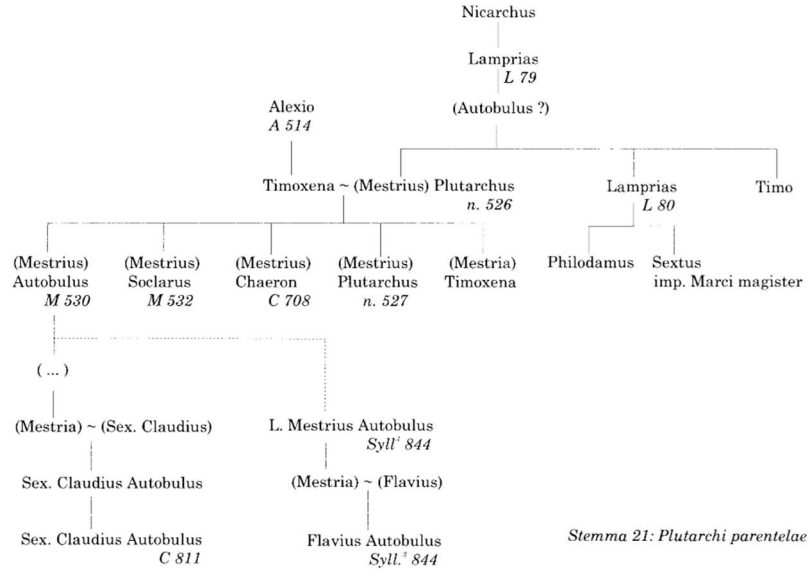 Nicarchus
Lamprias
L 79
Alexio
A 514
(Autobulus ?)
Timoxena ~ (Mestrius) Plutarchus
n. 526
Lamprias
L 80
Timo
(Mestrius)
Autobulus
M 530
(Mestrius)
Soclarus
M 532
(Mestrius)
Chaeron
C 708
(Mestrius)
Plutarchus
n. 527
(Mestria)
Timoxena
Philodamus
Sextus
imp. Marci magister
( ... )
(Mestria) ~ (Sex. Claudius)
L. Mestrius Autobulus
Syll⁴ 844
Sex. Claudius Autobulus
(Mestria) ~ (Flavius)
Sex. Claudius Autobulus
C 811
Flavius Autobulus
Syll.³ 844
Stemma 21: Plutarchi parentelae